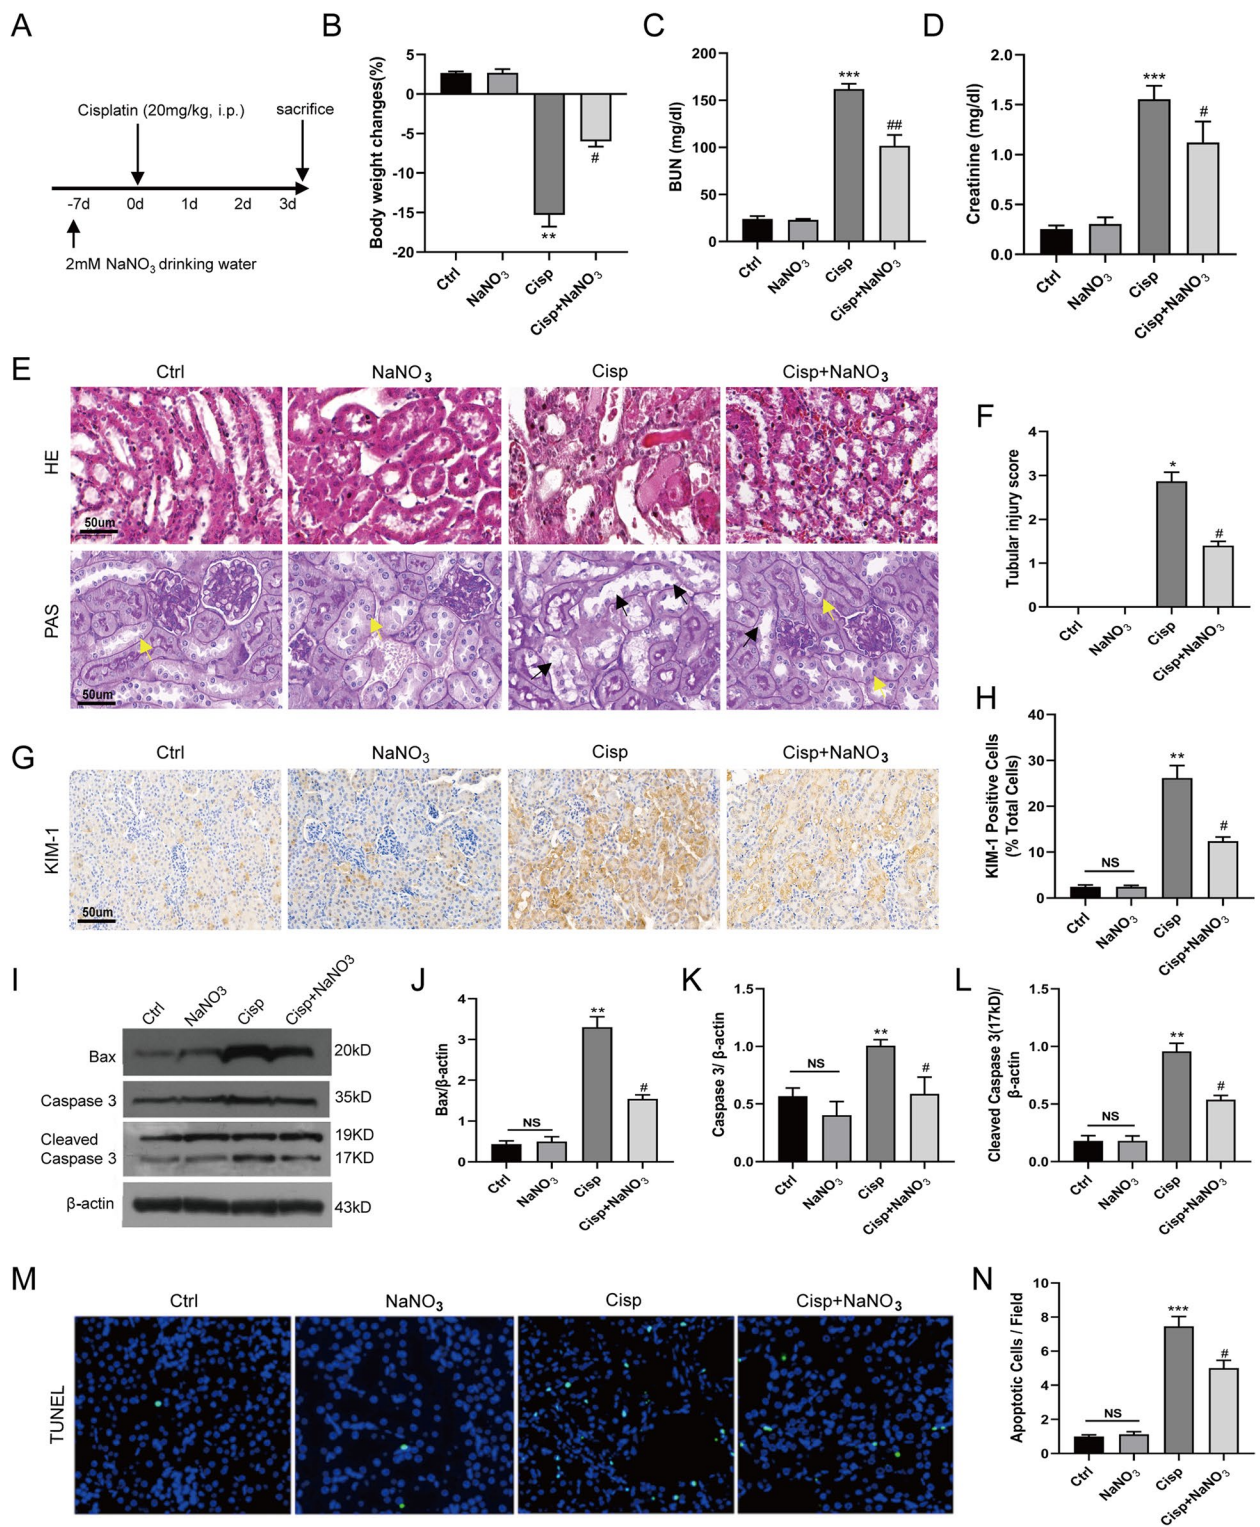 A
Cisplatin (20mg/kg, i.p.)
sacrifice
-7d
0d
1d
2d
3d
2mM NaNO3 drinking water
B
Body weight changes(%)
5
0
-5
-10
-15
-20
**
#
Ctrl
NaNO3
Cisp
Cisp+NaNO3
C
BUN (mg/dl)
200
150
100
50
0
***
##
Ctrl
NaNO3
Cisp
Cisp+NaNO3
D
Creatinine (mg/dl)
2.0
1.5
1.0
0.5
0.0
***
#
Ctrl
NaNO3
Cisp
Cisp+NaNO3
E
Ctrl
NaNO3
Cisp
Cisp+NaNO3
HE
50um
PAS
50um
F
Tubular injury score
4
3
2
1
0
*
#
Ctrl
NaNO3
Cisp
Cisp+NaNO3
G
Ctrl
NaNO3
Cisp
Cisp+NaNO3
KIM-1
50um
H
KIM-1 Positive Cells
(% Total Cells)
40
30
20
10
0
NS
**
#
Ctrl
NaNO3
Cisp
Cisp+NaNO3
I
Ctrl
NaNO3
Cisp
Cisp+NaNO3
Bax
20kD
Caspase 3
35kD
Cleaved
Caspase 3
19KD
17KD
β-actin
43kD
J
Bax/β-actin
4
3
2
1
0
NS
**
#
Ctrl
NaNO3
Cisp
Cisp+NaNO3
K
Caspase 3/ β-actin
1.5
1.0
0.5
0.0
NS
**
#
Ctrl
NaNO3
Cisp
Cisp+NaNO3
L
Cleaved Caspase 3(17kD)/
β-actin
1.5
1.0
0.5
0.0
NS
**
#
Ctrl
NaNO3
Cisp
Cisp+NaNO3
M
Ctrl
NaNO3
Cisp
Cisp+NaNO3
TUNEL
N
Apoptotic Cells / Field
10
8
6
4
2
0
NS
***
#
Ctrl
NaNO3
Cisp
Cisp+NaNO3